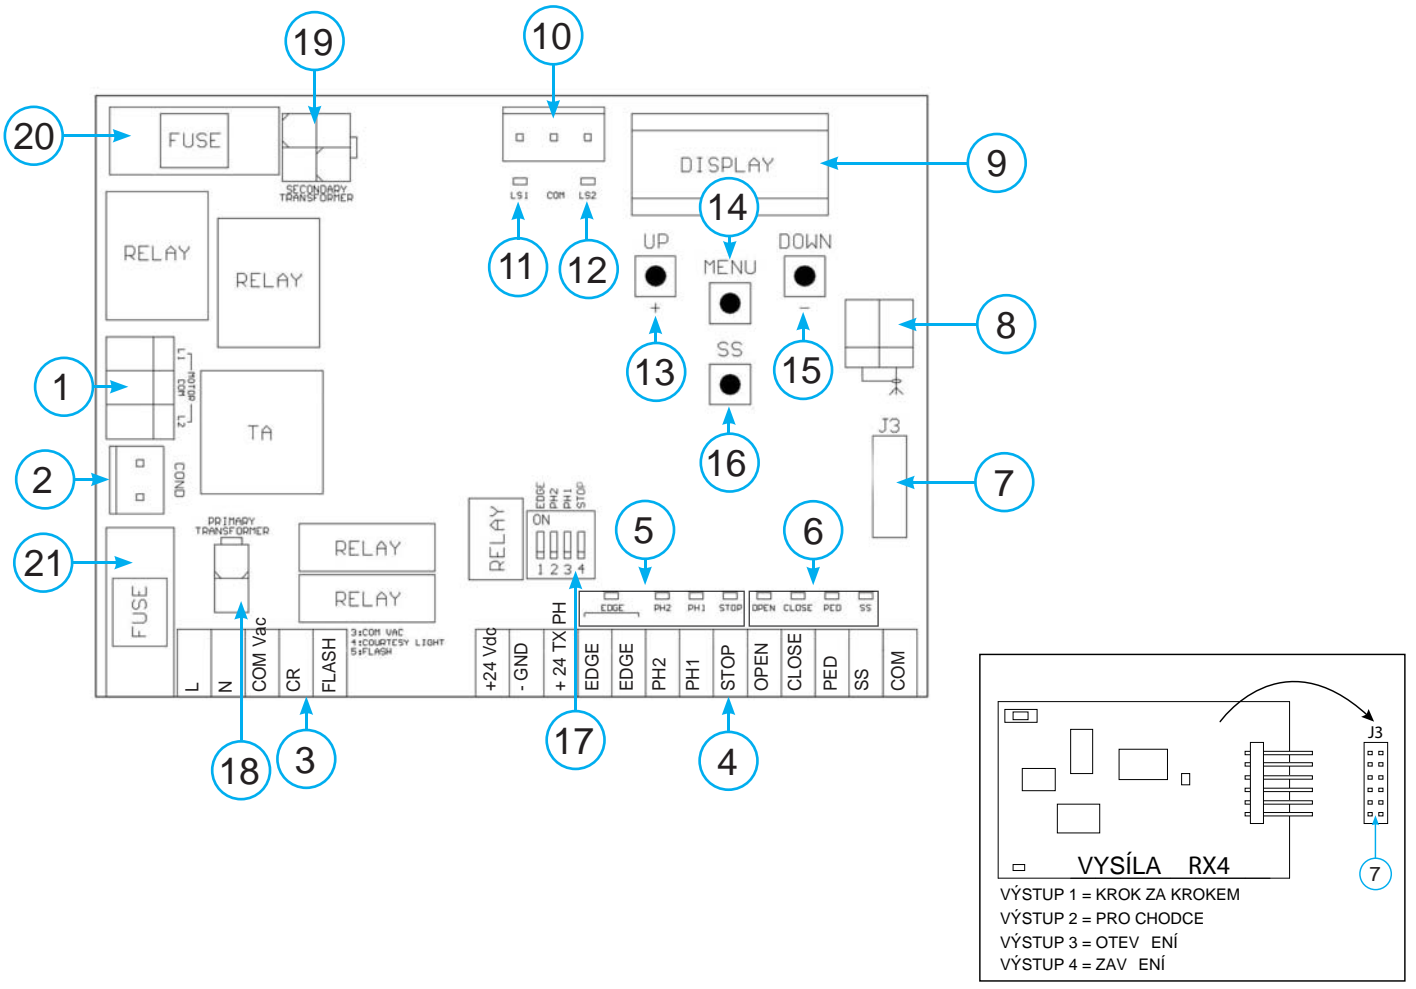 19
10
20
FUSE
SECONDARY
TRANSFORMER
DISPLAY
9
LS1 COM LS2
14
11
12
UP
MENU
DOWN
+
-
RELAY
RELAY
8
13
SS
15
1
L1
MOTOR
COM
L2
TA
16
J3
7
2
COND
PRIMARY
TRANSFORMER
EDGE
PH2
PH1
STOP
ON
1 2 3 4
RELAY
5
6
21
FUSE
RELAY
RELAY
EDGE PH2 PH1 STOP OPEN CLOSE PED SS
3:COM VAC
4:COURTESY LIGHT
5:FLASH
L
N
COM Vac
CR
FLASH
+24 Vdc
- GND
+ 24 TX PH
EDGE
EDGE
PH2
PH1
STOP
OPEN
CLOSE
PED
SS
COM
18
3
17
4
J3
7
VYSÍLA RX4
VÝSTUP 1 = KROK ZA KROKEM
VÝSTUP 2 = PRO CHODCE
VÝSTUP 3 = OTEV ENÍ
VÝSTUP 4 = ZAV ENÍ